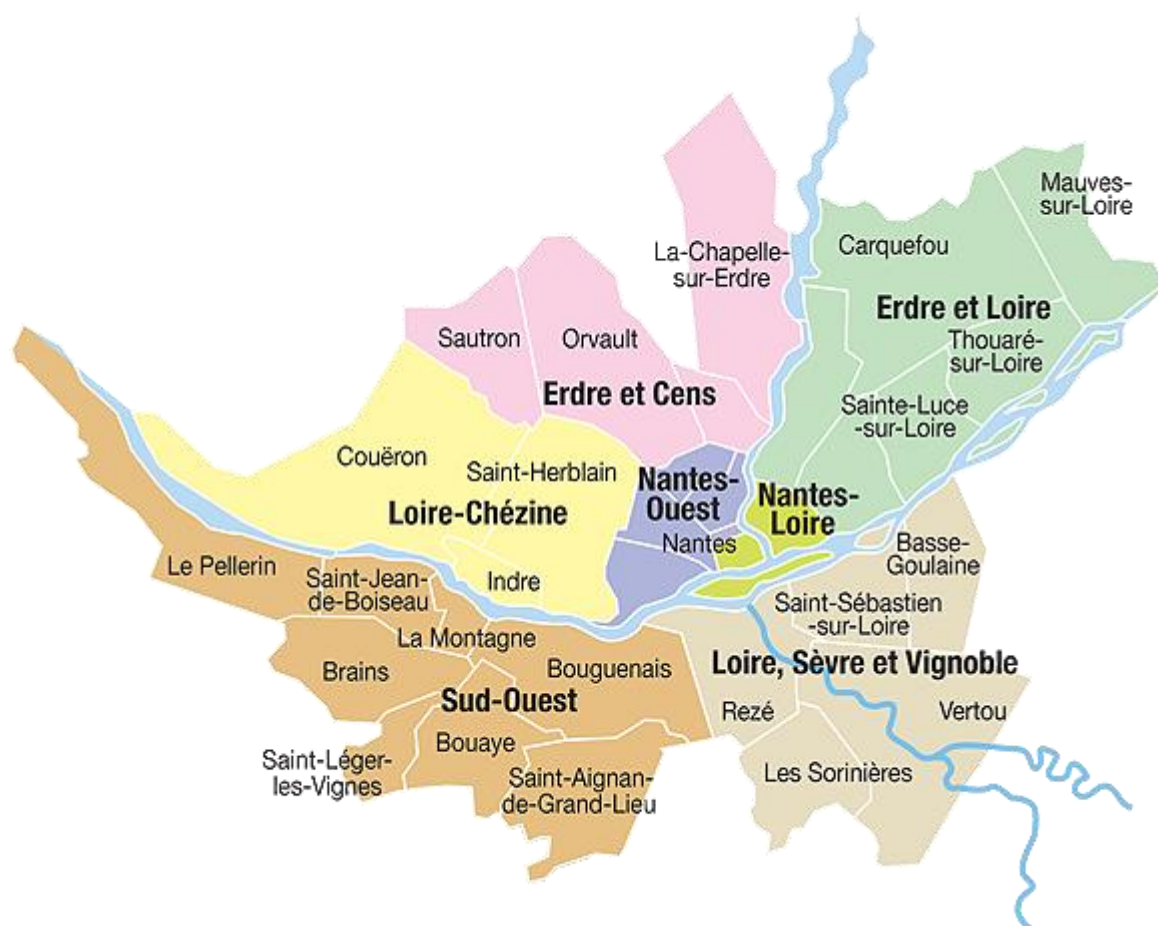 Mauves-
sur-Loire
La-Chapelle-
sur-Erdre
Carquefou
Erdre et Loire
Sautron
Orvault
Thouaré-
sur-Loire
Erdre et Cens
Sainte-Luce
-sur-Loire
Couëron
Saint-Herblain
Nantes-
Ouest
Nantes-
Loire
Loire-Chézine
Nantes
Basse-
Goulaine
Le Pellerin
Saint-Jean-
de-Boiseau
Indre
Saint-Sébastien
-sur-Loire
La Montagne
Brains
Bouguenais
Loire, Sèvre et Vignoble
Sud-Ouest
Rezé
Vertou
Bouaye
Saint-Léger-
les-Vignes
Saint-Aignan-
de-Grand-Lieu
Les Sorinières